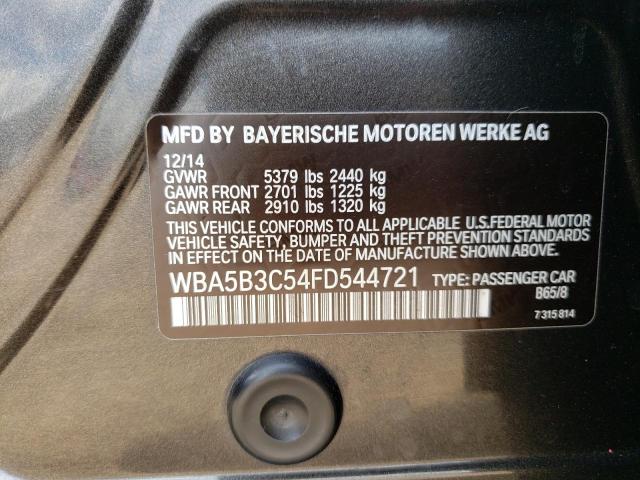 MFD BY BAYERISCHE MOTOREN WERKE AG
12/14
GVWR 5379 lbs 2440 kg
GAWR FRONT 2701 lbs 1225 kg
GAWR REAR 2910 lbs 1320 kg
THIS VEHICLE CONFORMS TO ALL APPLICABLE U.S.FEDERAL MOTOR
VEHICLE SAFETY, BUMPER AND THEFT PREVENTION STANDARDS
IN EFFECT ON THE DATE OF MANUFACTURE SHOWN ABOVE.
WBA5B3C54FD544721 TYPE: PASSENGER CAR
B65/8
7 315 814